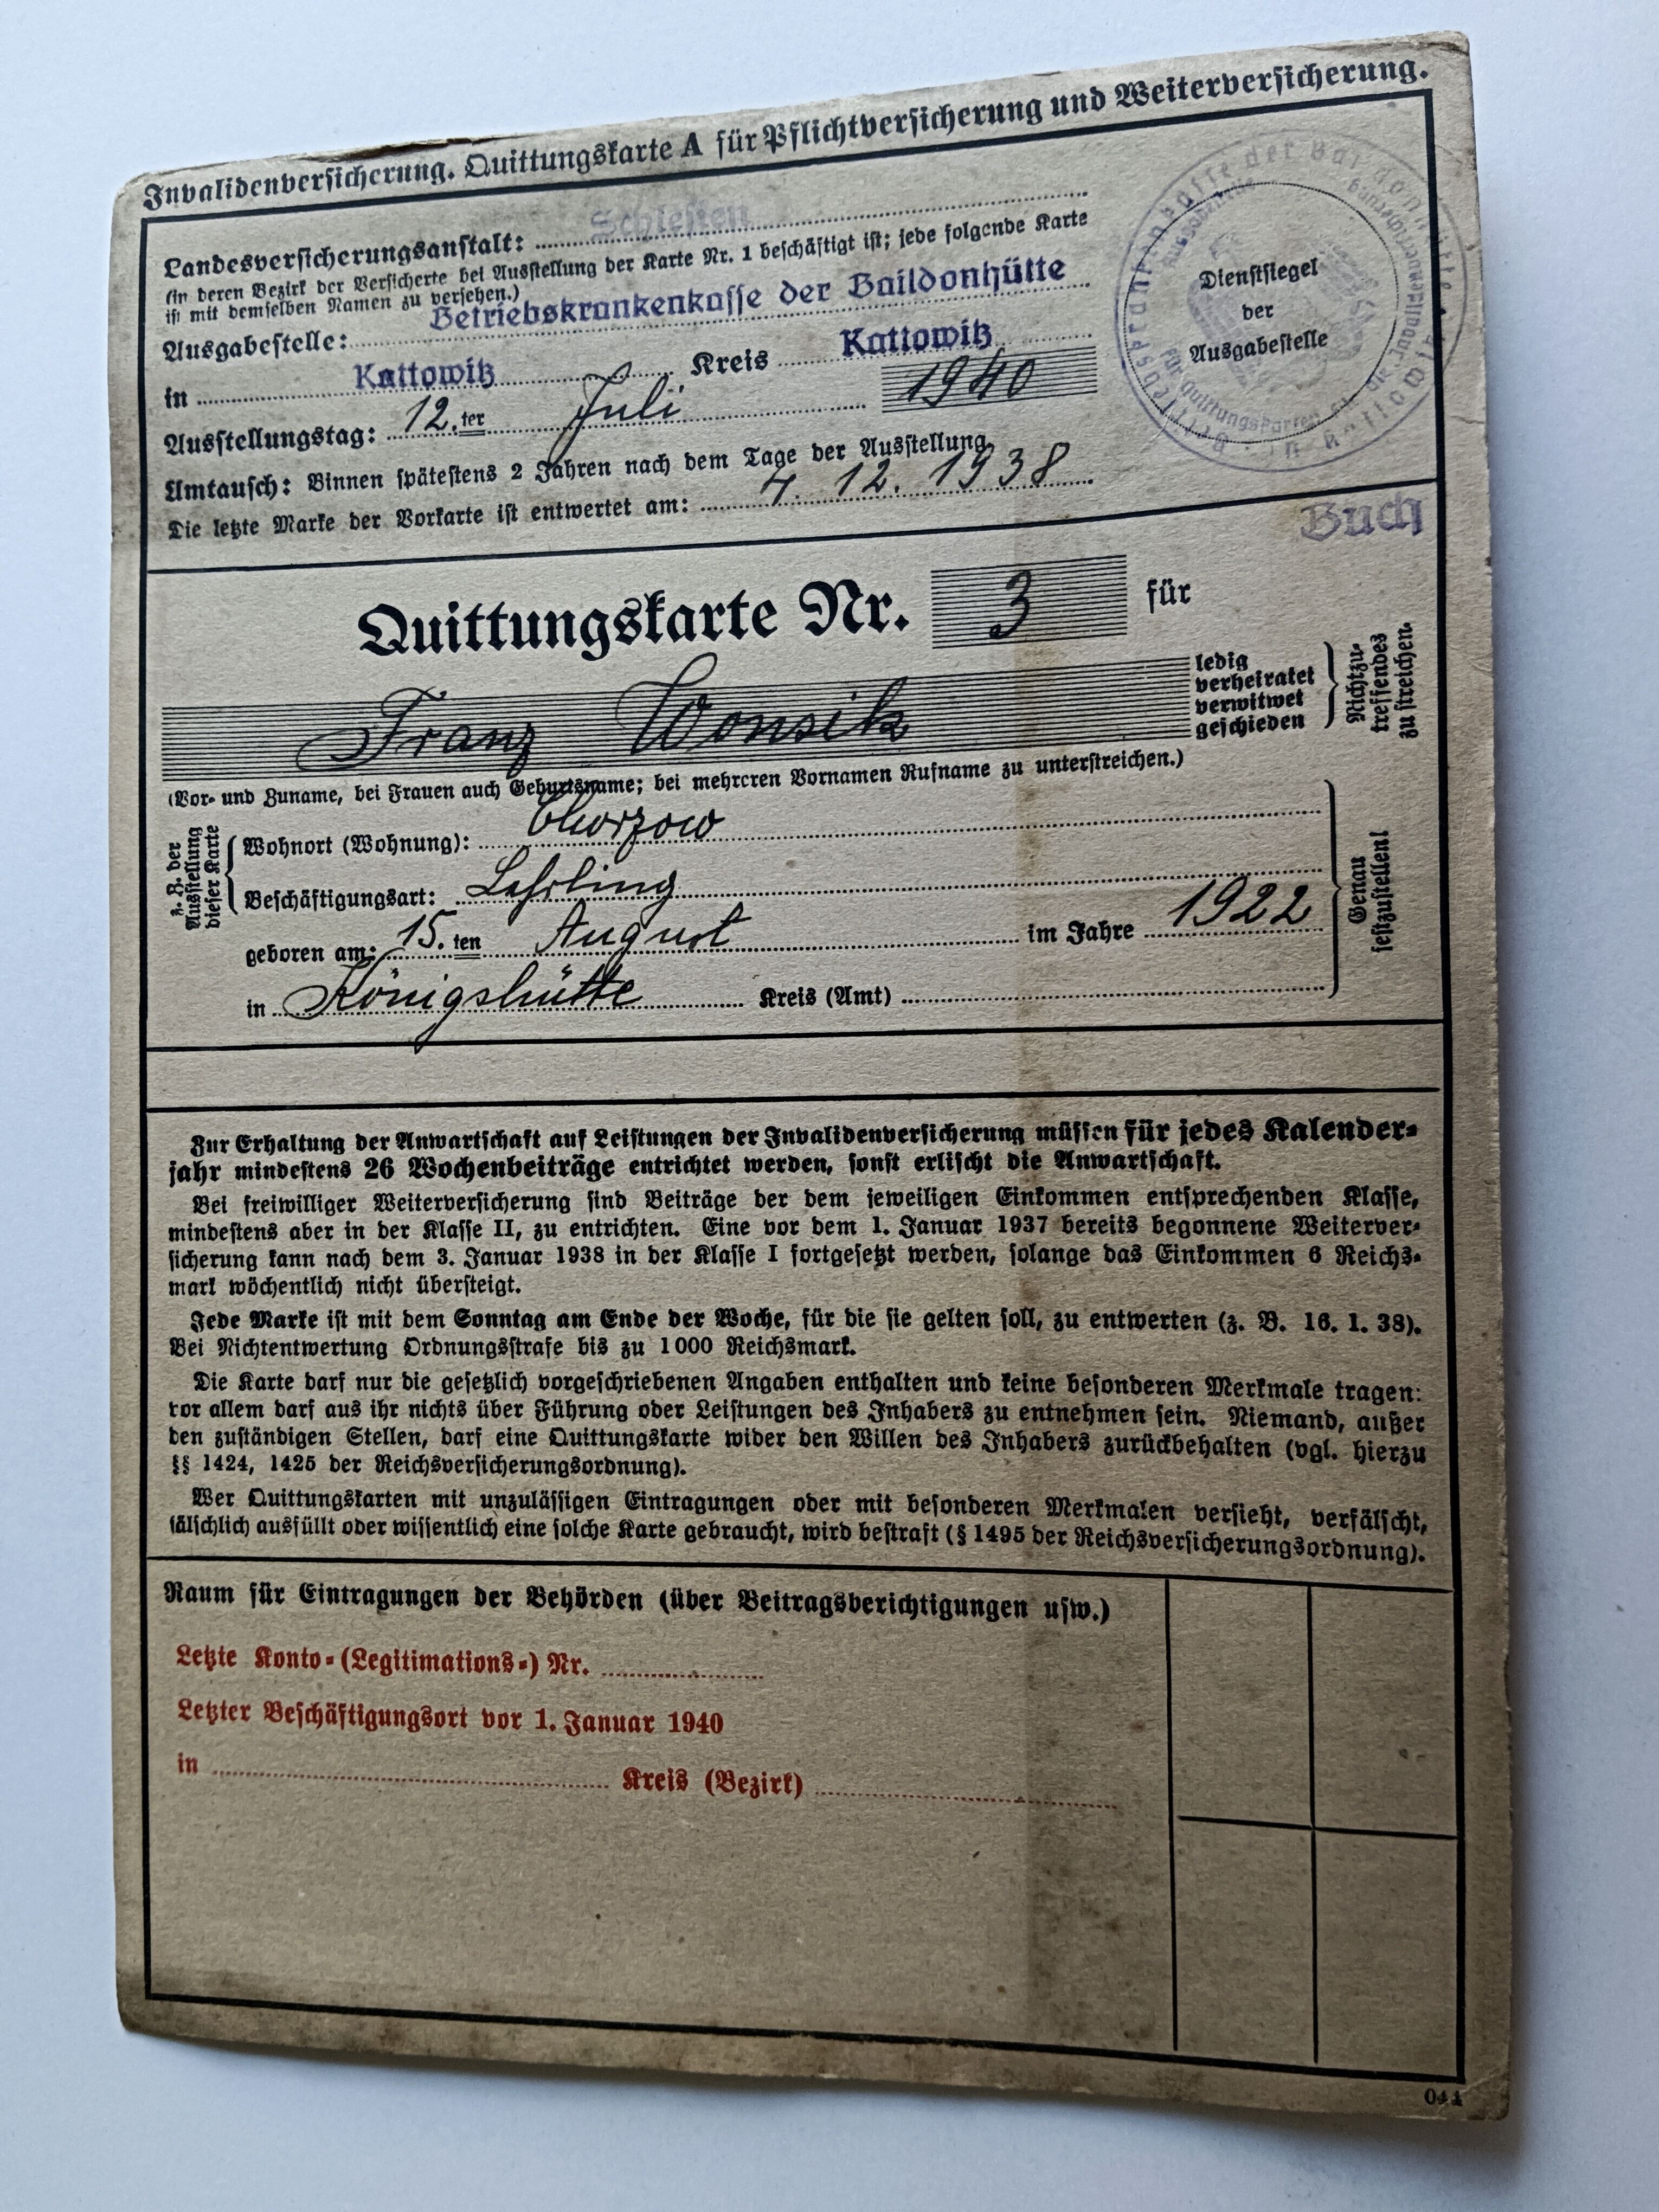 Invalidenversicherung. Quittungskarte A für Pflichtversicherung und Weiterversicherung.
Landesversicherungsanstalt: Schlesien
(in deren Bezirk der Versicherte bei Ausstellung der Karte Nr. 1 beschäftigt ist; jede folgende Karte
ist mit demselben Namen zu versehen.)
Ausgabestelle: Betriebskrankenkasse der Baildonhütte
in Kattowitz Kreis Kattowitz
Ausstellungstag: 12. ter Juli 1940
Umtausch: Binnen spätestens 2 Jahren nach dem Tage der Ausstellung.
Die letzte Marke der Vorkarte ist entwertet am: 4. 12. 1938
Dienstsiegel
der
Ausgabestelle
Buch
Quittungskarte Nr. 3 für
Franz Wonsik
ledig
verheiratet
verwitwet
geschieden
Nichtzu-
treffendes
zu streichen.
(Vor- und Zuname, bei Frauen auch Geburtsname; bei mehreren Vornamen Rufname zu unterstreichen.)
z. Z. der
Ausstellung
dieser Karte
Wohnort (Wohnung): Chorzow
Beschäftigungsart: Lehrling
geboren am: 15. ten August im Jahre 1922
in Königshütte Kreis (Amt)
Genau
festzustellen!
Zur Erhaltung der Anwartschaft auf Leistungen der Invalidenversicherung müssen für jedes Kalender-
jahr mindestens 26 Wochenbeiträge entrichtet werden, sonst erlischt die Anwartschaft.
Bei freiwilliger Weiterversicherung sind Beiträge der dem jeweiligen Einkommen entsprechenden Klasse,
mindestens aber in der Klasse II, zu entrichten. Eine vor dem 1. Januar 1937 bereits begonnene Weiterver-
sicherung kann nach dem 3. Januar 1938 in der Klasse I fortgesetzt werden, solange das Einkommen 6 Reichs-
mark wöchentlich nicht übersteigt.
Jede Marke ist mit dem Sonntag am Ende der Woche, für die sie gelten soll, zu entwerten (z. B. 16. 1. 38).
Bei Nichtentwertung Ordnungsstrafe bis zu 1000 Reichsmark.
Die Karte darf nur die gesetzlich vorgeschriebenen Angaben enthalten und keine besonderen Merkmale tragen:
vor allem darf aus ihr nichts über Führung oder Leistungen des Inhabers zu entnehmen sein. Niemand, außer
den zuständigen Stellen, darf eine Quittungskarte wider den Willen des Inhabers zurückbehalten (vgl. hierzu
§§ 1424, 1425 der Reichsversicherungsordnung).
Wer Quittungskarten mit unzulässigen Eintragungen oder mit besonderen Merkmalen versieht, verfälscht,
fälschlich ausfüllt oder wissentlich eine solche Karte gebraucht, wird bestraft (§ 1495 der Reichsversicherungsordnung).
Raum für Eintragungen der Behörden (über Beitragsberichtigungen usw.)
Letzte Konto-(Legitimations-) Nr.
Letzter Beschäftigungsort vor 1. Januar 1940
in Kreis (Bezirk)